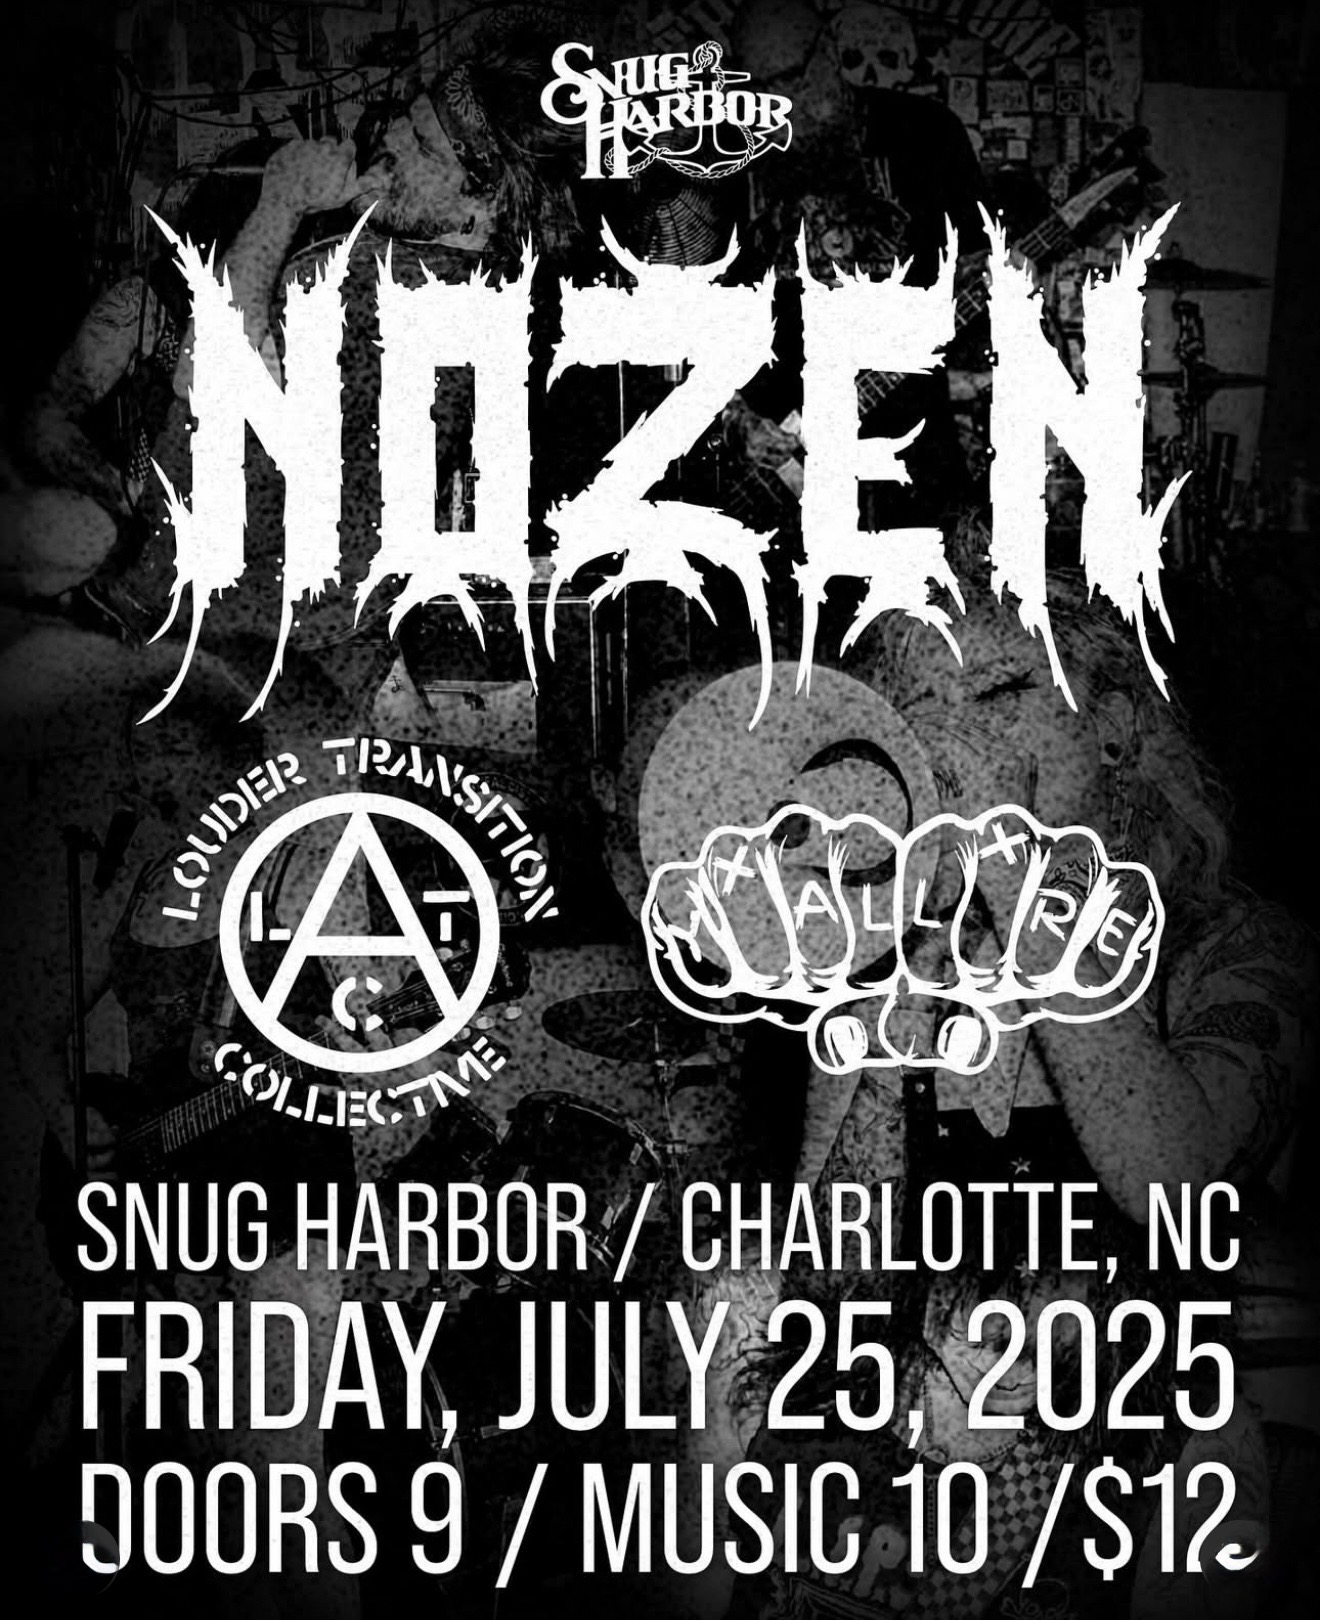 SNUG
HARBOR
NOZEN
LOUDER TRANSITION
L A T
C
COLLECTIVE
X X
M ALL RE
SNUG HARBOR / CHARLOTTE, NC
FRIDAY, JULY 25, 2025
DOORS 9 / MUSIC 10 /$12